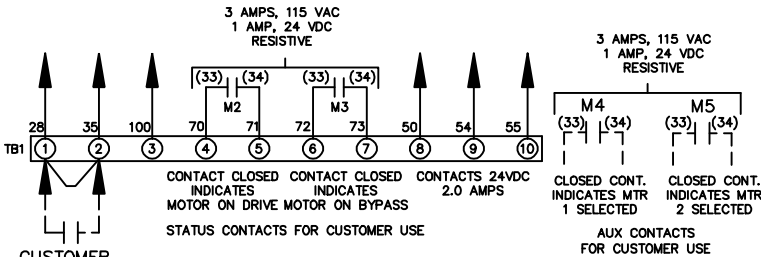 3 AMPS, 115 VAC
1 AMP, 24 VDC
RESISTIVE
3 AMPS, 115 VAC
1 AMP, 24 VDC
RESISTIVE
(33) (34) (33) (34)
M2 M3
M4 M5
(33) (34) (33) (34)
28 35 100 70 71 72 73 50 54 55
TB1 1 2 3 4 5 6 7 8 9 10
CONTACT CLOSED
INDICATES
MOTOR ON DRIVE
CONTACT CLOSED
INDICATES
MOTOR ON BYPASS
CONTACTS 24VDC
2.0 AMPS
STATUS CONTACTS FOR CUSTOMER USE
CLOSED CONT.
INDICATES MTR
1 SELECTED
CLOSED CONT.
INDICATES MTR
2 SELECTED
AUX CONTACTS
FOR CUSTOMER USE
CUSTOMER